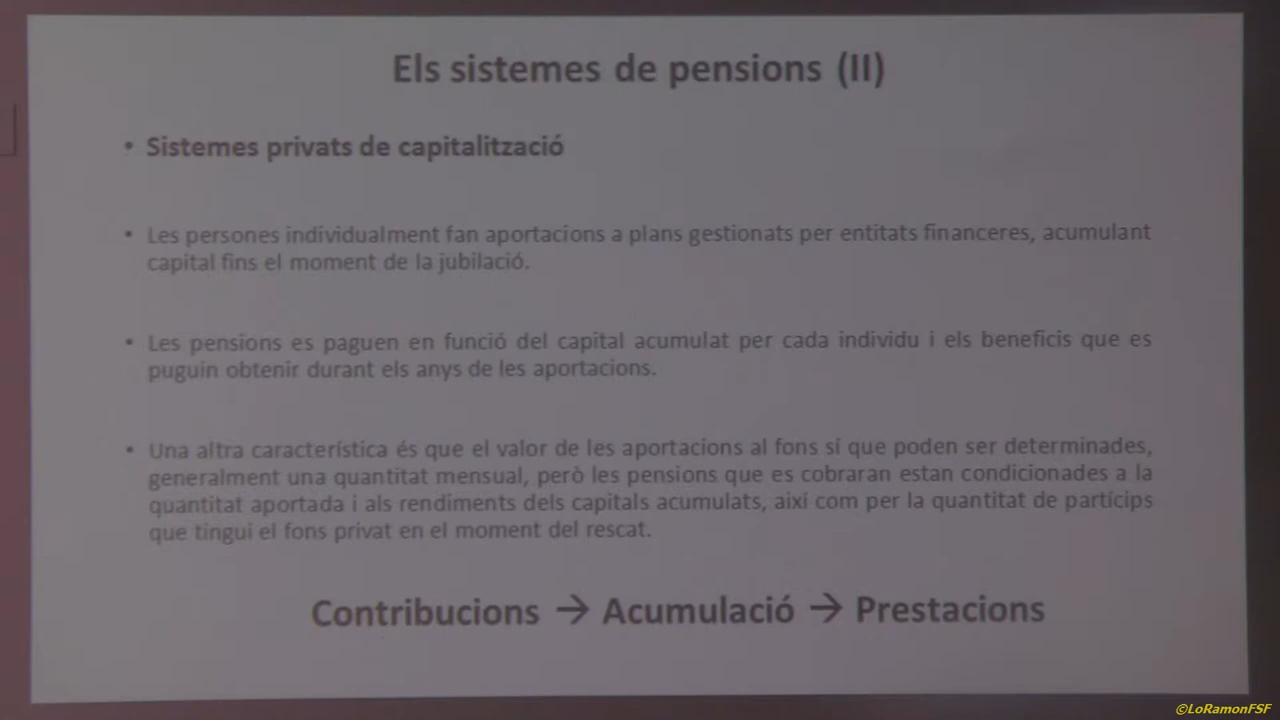 Els sistemes de pensions (II)
• Sistemes privats de capitalització
• Les persones individualment fan aportacions a plans gestionats per entitats financeres, acumulant
capital fins el moment de la jubilació.
• Les pensions es paguen en funció del capital acumulat per cada individu i els beneficis que es
puguin obtenir durant els anys de les aportacions.
• Una altra característica és que el valor de les aportacions al fons sí que poden ser determinades,
generalment una quantitat mensual, però les pensions que es cobraran estan condicionades a la
quantitat aportada i als rendiments dels capitals acumulats, així com per la quantitat de partícips
que tingui el fons privat en el moment del rescat.
Contribucions → Acumulació → Prestacions
©LoRamonFSF